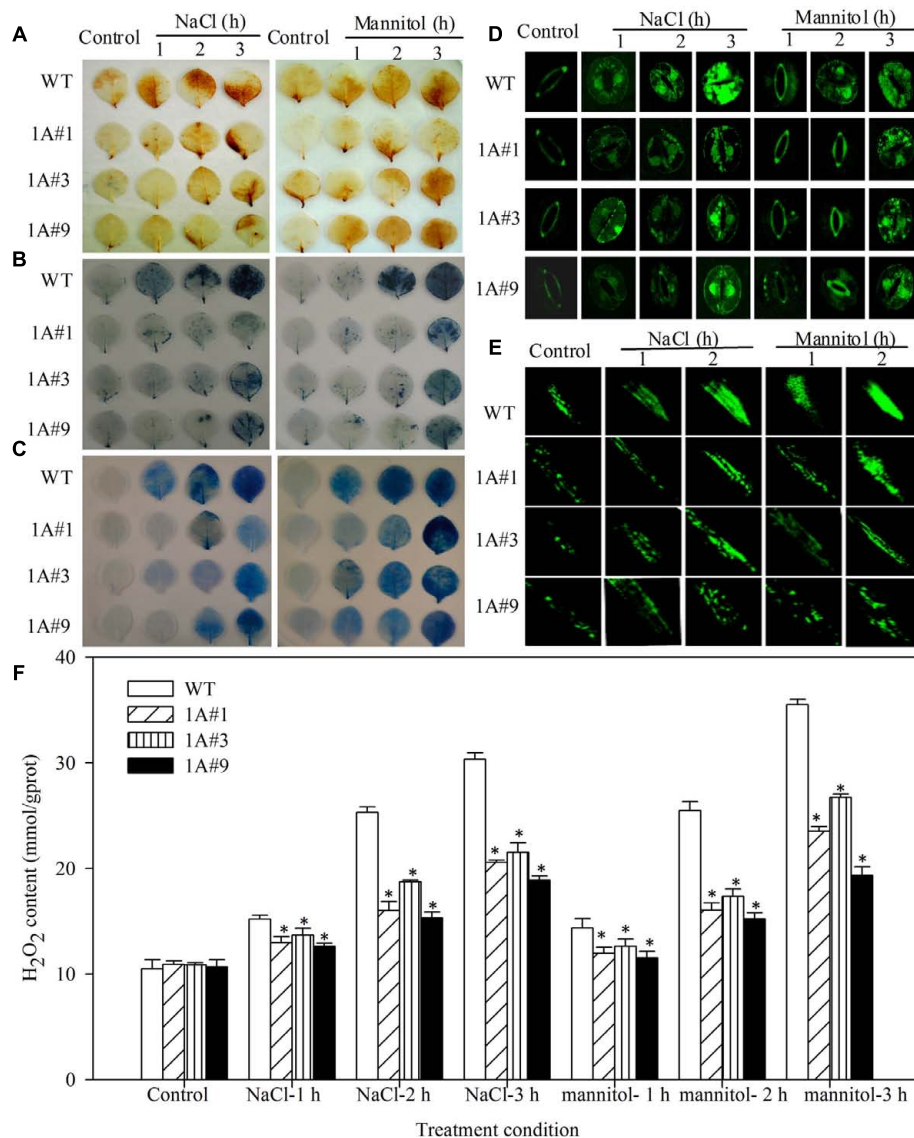 A
Control
NaCl (h)
1 2 3
Control
Mannitol (h)
1 2 3
WT
1A#1
1A#3
1A#9
B
WT
1A#1
1A#3
1A#9
C
WT
1A#1
1A#3
1A#9
D
Control
NaCl (h)
1 2 3
Mannitol (h)
1 2 3
WT
1A#1
1A#3
1A#9
E
Control
NaCl (h)
1 2
Mannitol (h)
1 2
WT
1A#1
1A#3
1A#9
F
40
30
20
10
0
H2O2 content (mmol/gprot)
WT
1A#1
1A#3
1A#9
* * *
* * *
* * *
* * *
* * *
* * *
Control NaCl-1 h NaCl-2 h NaCl-3 h mannitol- 1 h mannitol- 2 h mannitol-3 h
Treatment condition